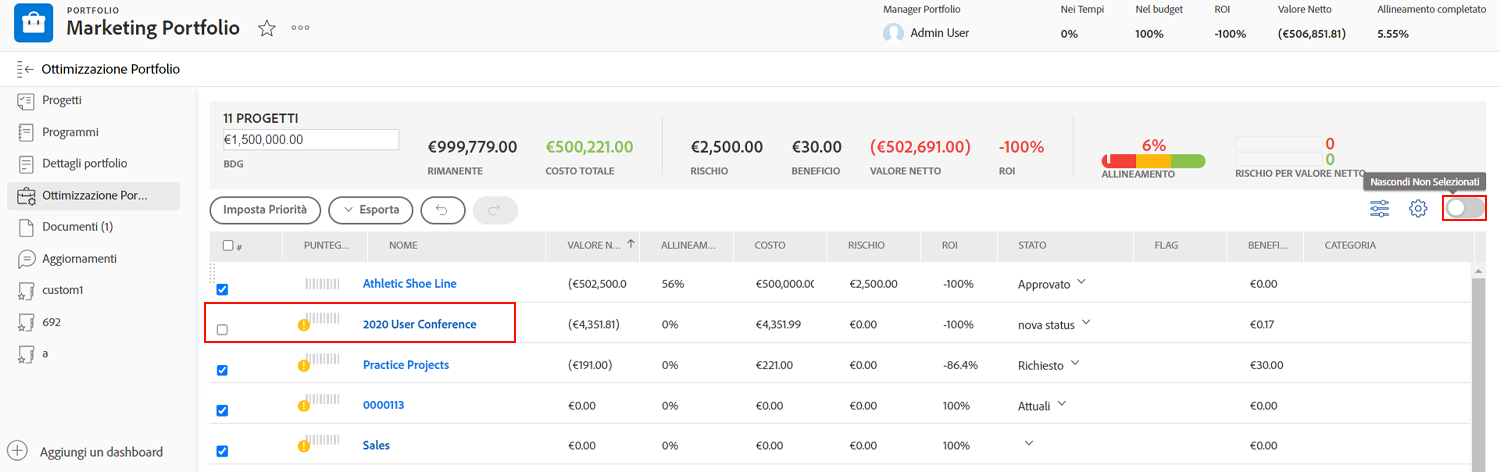 PORTFOLIO
Marketing Portfolio
Manager Portfolio
Admin User
Nei Tempi
0%
Nel budget
100%
ROI
-100%
Valore Netto
(€506,851.81)
Allineamento completato
5.55%
Ottimizzazione Portfolio
Progetti
Programmi
Dettagli portfolio
Ottimizzazione Por...
Documenti (1)
Aggiornamenti
custom1
692
a
Aggiungi un dashboard
11 PROGETTI
€1,500,000.00
BDG
€999,779.00
RIMANENTE
€500,221.00
COSTO TOTALE
€2,500.00
RISCHIO
€30.00
BENEFICIO
(€502,691.00)
VALORE NETTO
-100%
ROI
6%
ALLINEAMENTO
0
0
RISCHIO PER VALORE NETTO
Nascondi Non Selezionati
Imposta Priorità
Esporta
# PUNTEG... NOME VALORE N... ALLINEAM... COSTO RISCHIO ROI STATO FLAG BENEFI... CATEGORIA
Athletic Shoe Line (€502,500.0 56% €500,000.00 €2,500.00 -100% Approvato €0.00
2020 User Conference (€4,351.81) 0% €4,351.99 €0.00 -100% nova status €0.17
Practice Projects (€191.00) 0% €221.00 €0.00 -86.4% Richiesto €30.00
0000113 €0.00 0% €0.00 €0.00 100% Attuali €0.00
Sales €0.00 0% €0.00 €0.00 100% €0.00